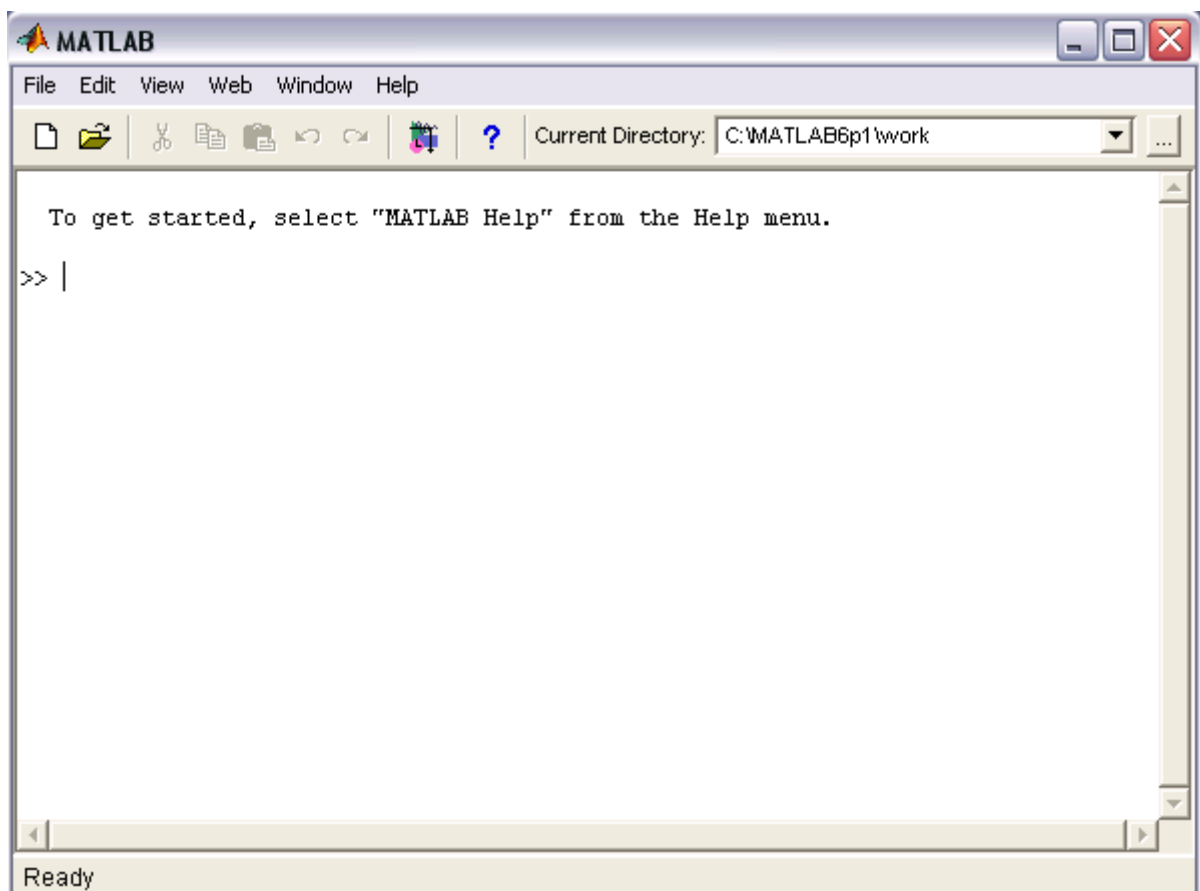 MATLAB
File Edit View Web Window Help
? Current Directory: C:\MATLAB6p1\work ...
To get started, select "MATLAB Help" from the Help menu.
>>
Ready